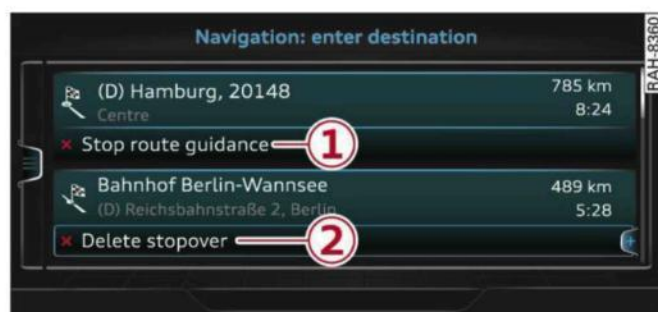 Navigation: enter destination
(D) Hamburg, 20148
785 km
Centre
8:24
× Stop route guidance
1
Bahnhof Berlin-Wannsee
489 km
(D) Reichsbahnstraße 2, Berlin
5:28
× Delete stopover
2
RAH-8360